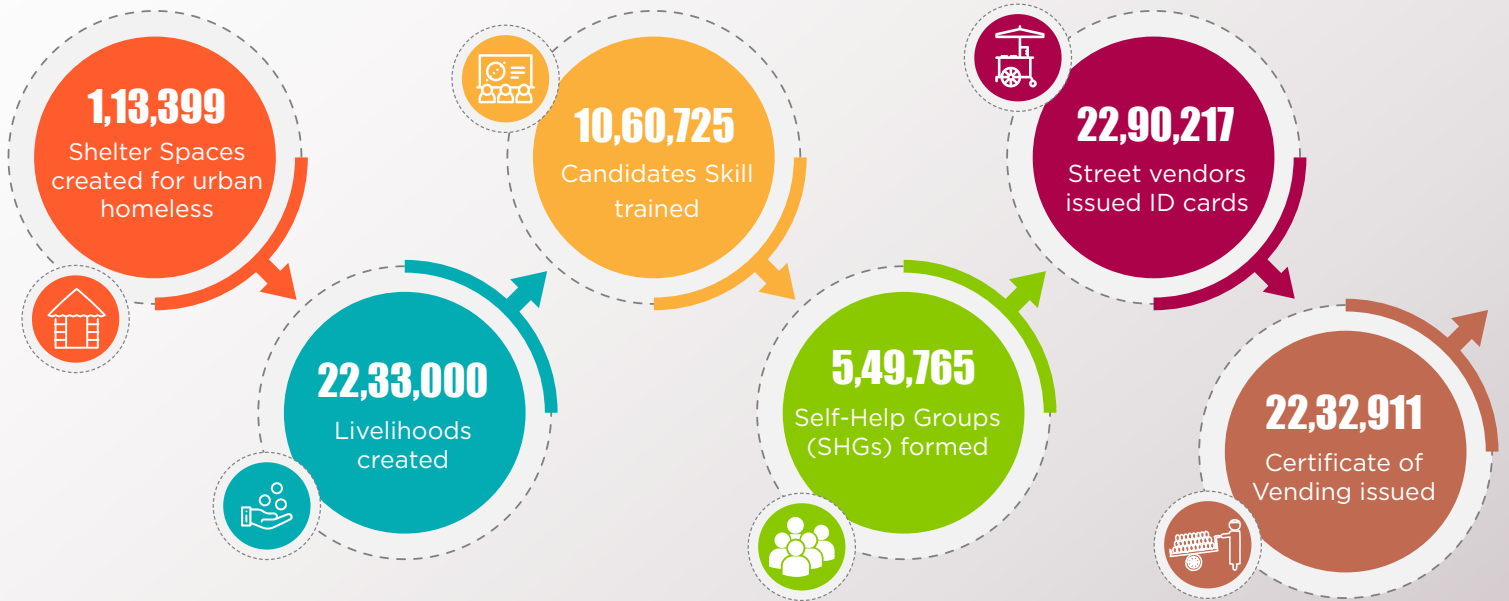 1,13,399
Shelter Spaces
created for urban
homeless
22,33,000
Livelihoods
created
10,60,725
Candidates Skill
trained
5,49,765
Self-Help Groups
(SHGs) formed
22,90,217
Street vendors
issued ID cards
22,32,911
Certificate of
Vending issued